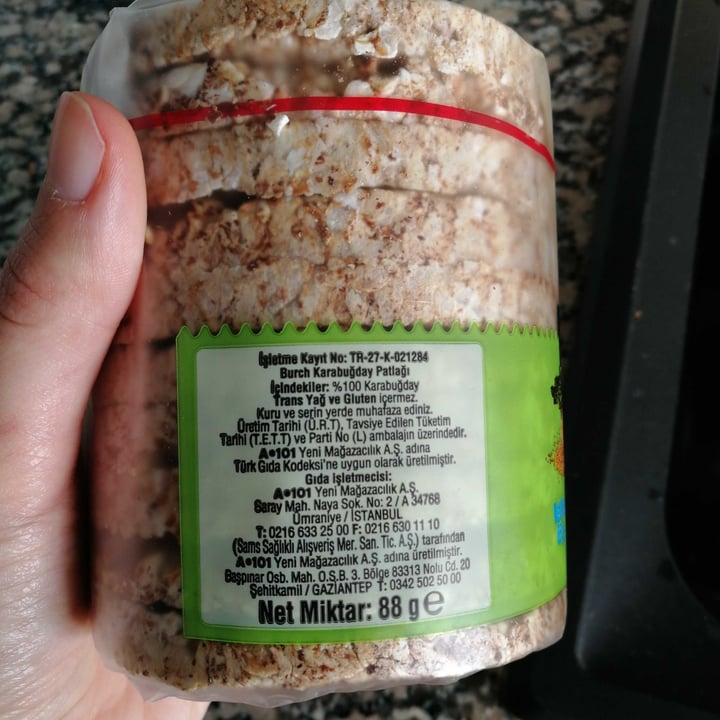 İşletme Kayıt No: TR-27-K-021284
Burch Karabuğday Patlağı
İçindekiler: %100 Karabuğday
Trans Yağ ve Gluten içermez.
Kuru ve serin yerde muhafaza ediniz.
Üretim Tarihi (Ü.R.T), Tavsiye Edilen Tüketim
Tarihi (T.E.T.T) ve Parti No (L) ambalajın üzerindedir.
A•101 Yeni Mağazacılık A.Ş. adına
Türk Gıda Kodeksi'ne uygun olarak üretilmiştir.
Gıda işletmecisi:
A•101 Yeni Mağazacılık A.Ş.
Saray Mah. Naya Sok. No: 2 / A 34768
Ümraniye / İSTANBUL
T: 0216 633 25 00 F: 0216 630 11 10
(Sams Sağlıklı Alışveriş Mer. San. Tic. A.Ş.) tarafından
A•101 Yeni Mağazacılık A.Ş. adına üretilmiştir.
Başpınar Osb. Mah. O.S.B. 3. Bölge 83313 Nolu Cd. 20
Şehitkamil / GAZİANTEP T: 0342 502 50 00
Net Miktar: 88 g e